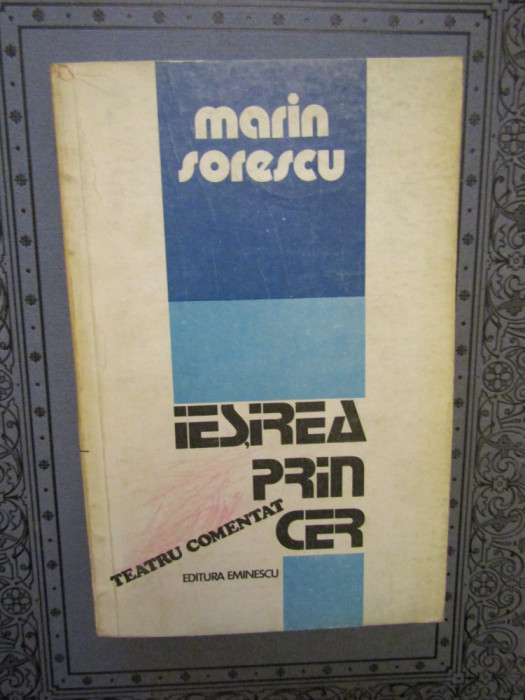 marin
sorescu
IEȘIREA
PRIN
CER
TEATRU COMENTAT
EDITURA EMINESCU